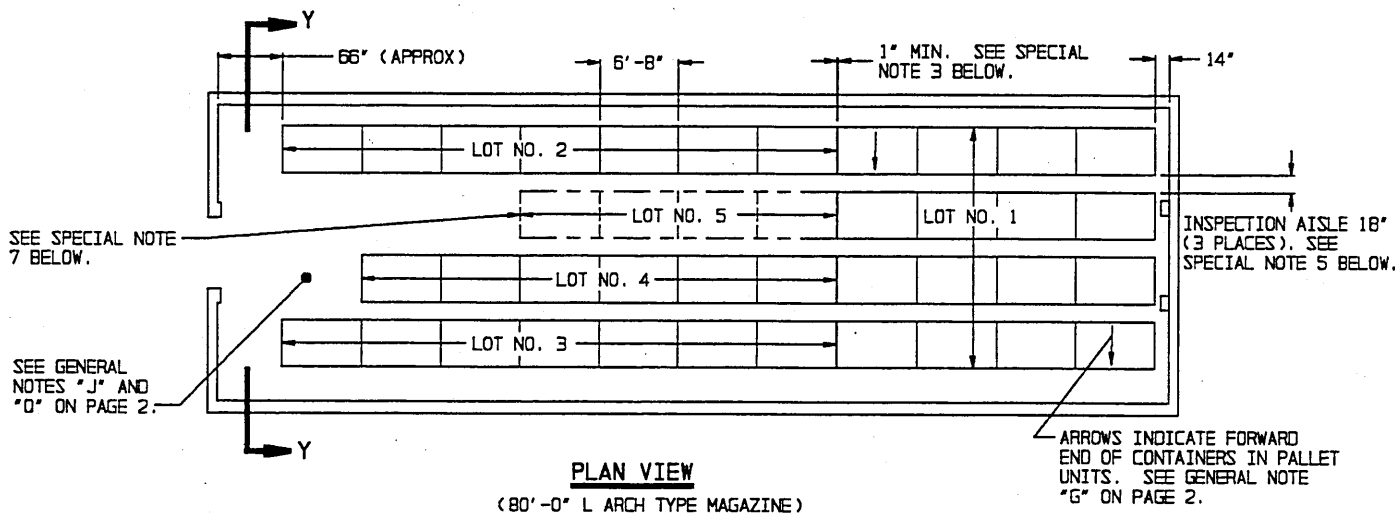 Y
66" (APPROX)
6'-8"
1" MIN. SEE SPECIAL
NOTE 3 BELOW.
14"
LOT NO. 2
LOT NO. 5
LOT NO. 1
SEE SPECIAL NOTE
7 BELOW.
INSPECTION AISLE 18"
(3 PLACES). SEE
SPECIAL NOTE 5 BELOW.
LOT NO. 4
LOT NO. 3
SEE GENERAL
NOTES "J" AND
"O" ON PAGE 2.
Y
ARROWS INDICATE FORWARD
END OF CONTAINERS IN PALLET
UNITS. SEE GENERAL NOTE
"G" ON PAGE 2.
PLAN VIEW
(80'-0" L ARCH TYPE MAGAZINE)